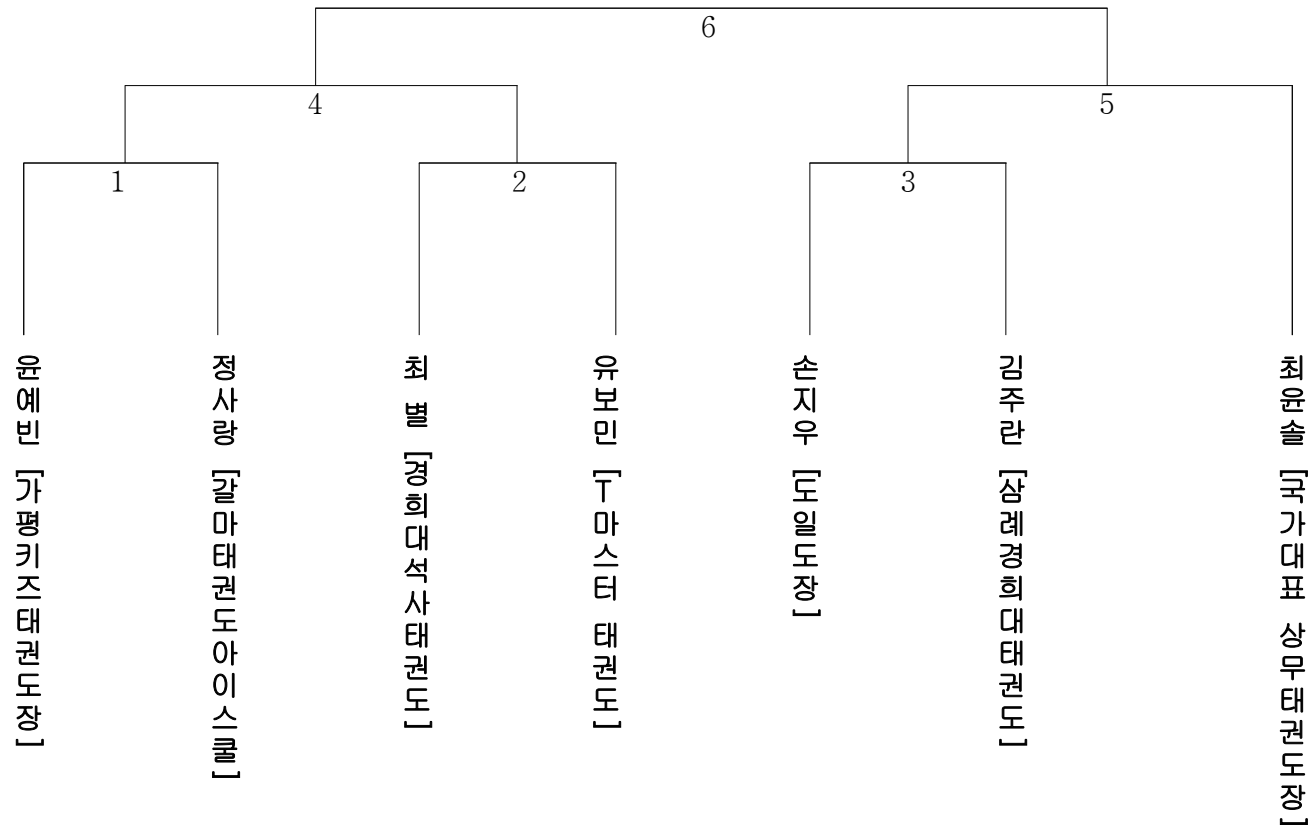 6
4
5
1
2
3
윤예빈 [가평키즈태권도장]
정사랑 [갈마태권도아이스쿨]
최 별 [경희대석사태권도]
유보민 [T마스터 태권도]
손지우 [도일도장]
김주란 [삼례경희대태권도]
최윤솔 [국가대표 상무태권도장]